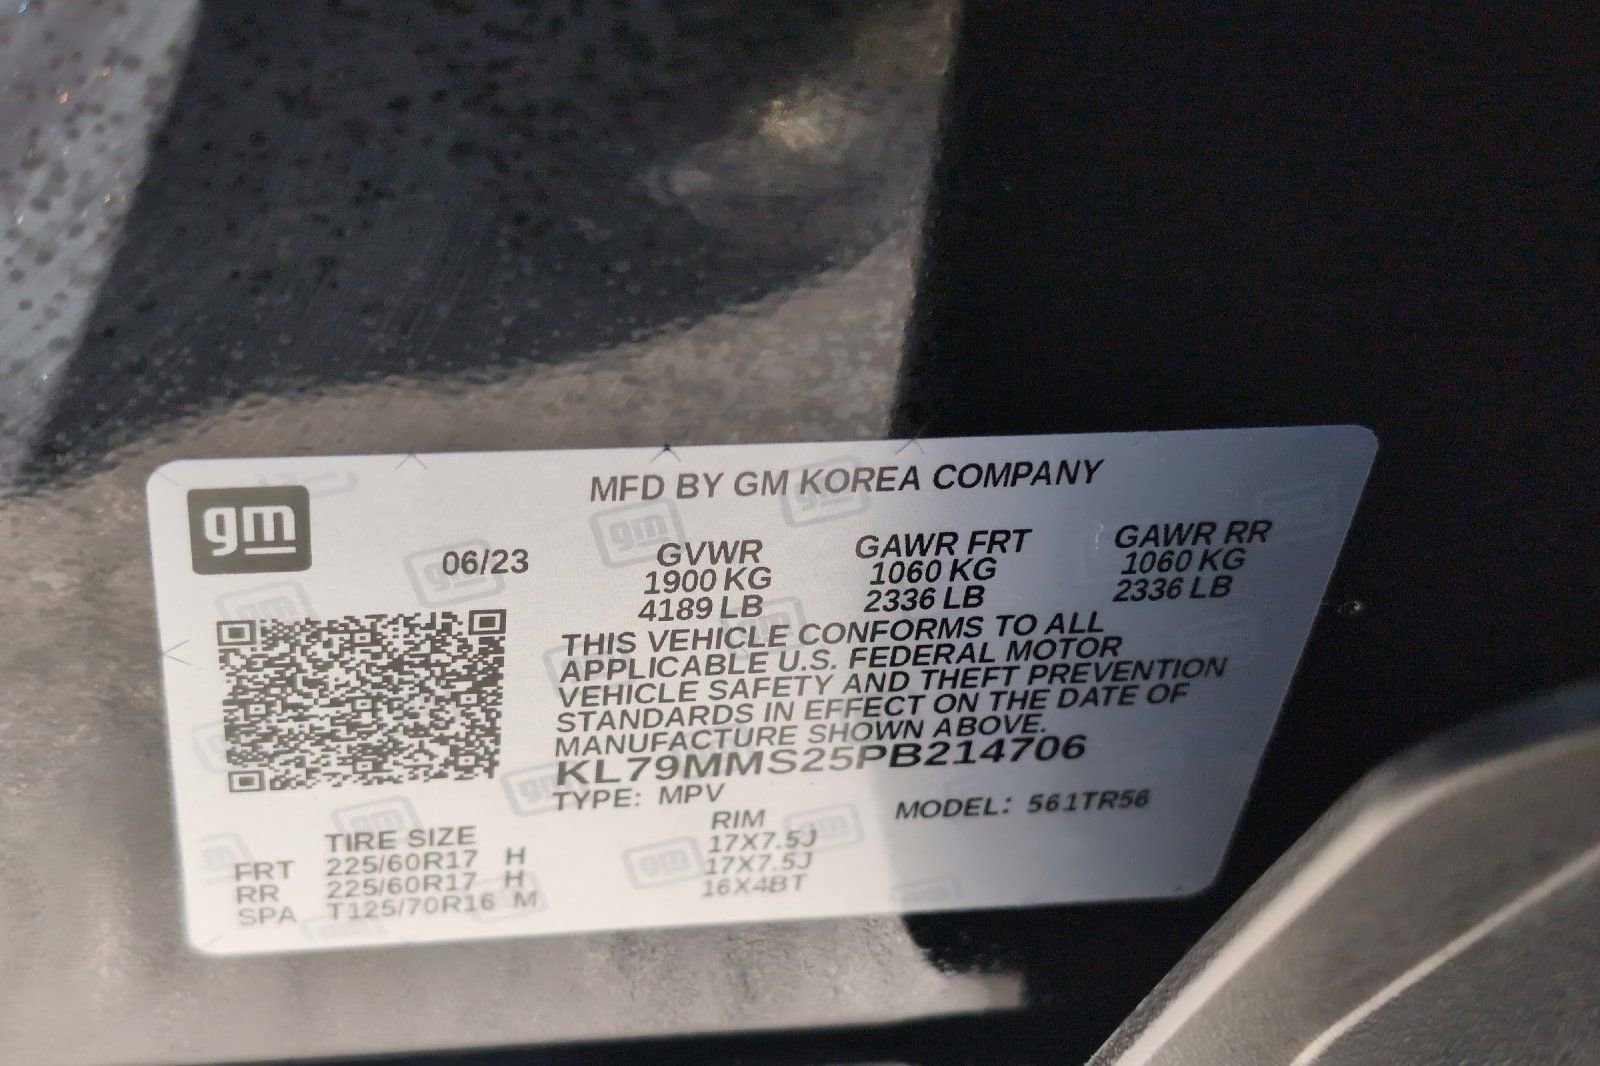 gm
MFD BY GM KOREA COMPANY
06/23
GVWR GAWR FRT GAWR RR
1900 KG 1060 KG 1060 KG
4189 LB 2336 LB 2336 LB
THIS VEHICLE CONFORMS TO ALL
APPLICABLE U.S. FEDERAL MOTOR
VEHICLE SAFETY AND THEFT PREVENTION
STANDARDS IN EFFECT ON THE DATE OF
MANUFACTURE SHOWN ABOVE.
KL79MMS25PB214706
TYPE: MPV MODEL: 561TR56
TIRE SIZE RIM
FRT 225/60R17 H 17X7.5J
RR 225/60R17 H 17X7.5J
SPA T125/70R16 M 16X4BT